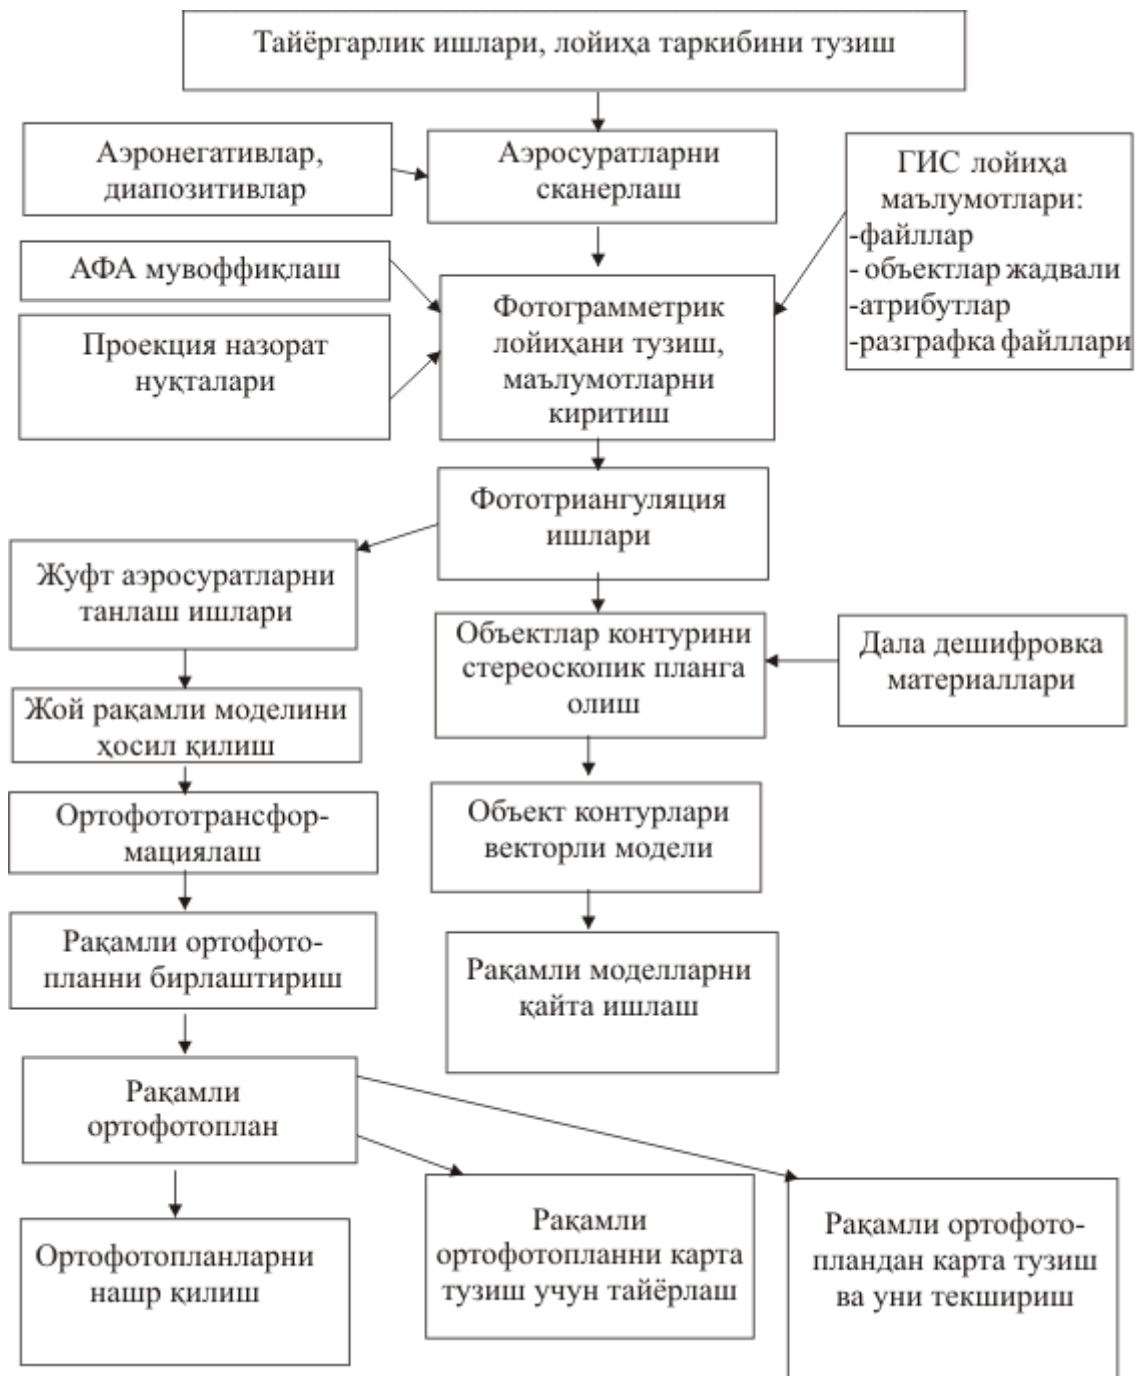 Тайёргарлик ишлари, лойиҳа таркибини тузиш
Аэронегативлар,
диапозитивлар
Аэросуратларни
сканерлаш
ГИС лойиҳа
маълумотлари:
-файллар
- объектлар жадвали
-атрибутлар
-разграфка файллари
АФА мувоффиқлаш
Проекция назорат
нуқталари
Фотограмметрик
лойиҳани тузиш,
маълумотларни
киритиш
Фототриангуляция
ишлари
Жуфт аэросуратларни
танлаш ишлари
Объектлар контурини
стереоскопик планга
олиш
Дала дешифровка
материаллари
Жой рақамли моделини
ҳосил қилиш
Ортофототрансфор-
мациялаш
Объект контурлари
векторли модели
Рақамли ортофото-
планни бирлаштириш
Рақамли моделларни
қайта ишлаш
Рақамли
ортофотоплан
Ортофотопланларни
нашр қилиш
Рақамли
ортофотопланни карта
тузиш учун тайёрлаш
Рақамли ортофото-
пландан карта тузиш
ва уни текшириш